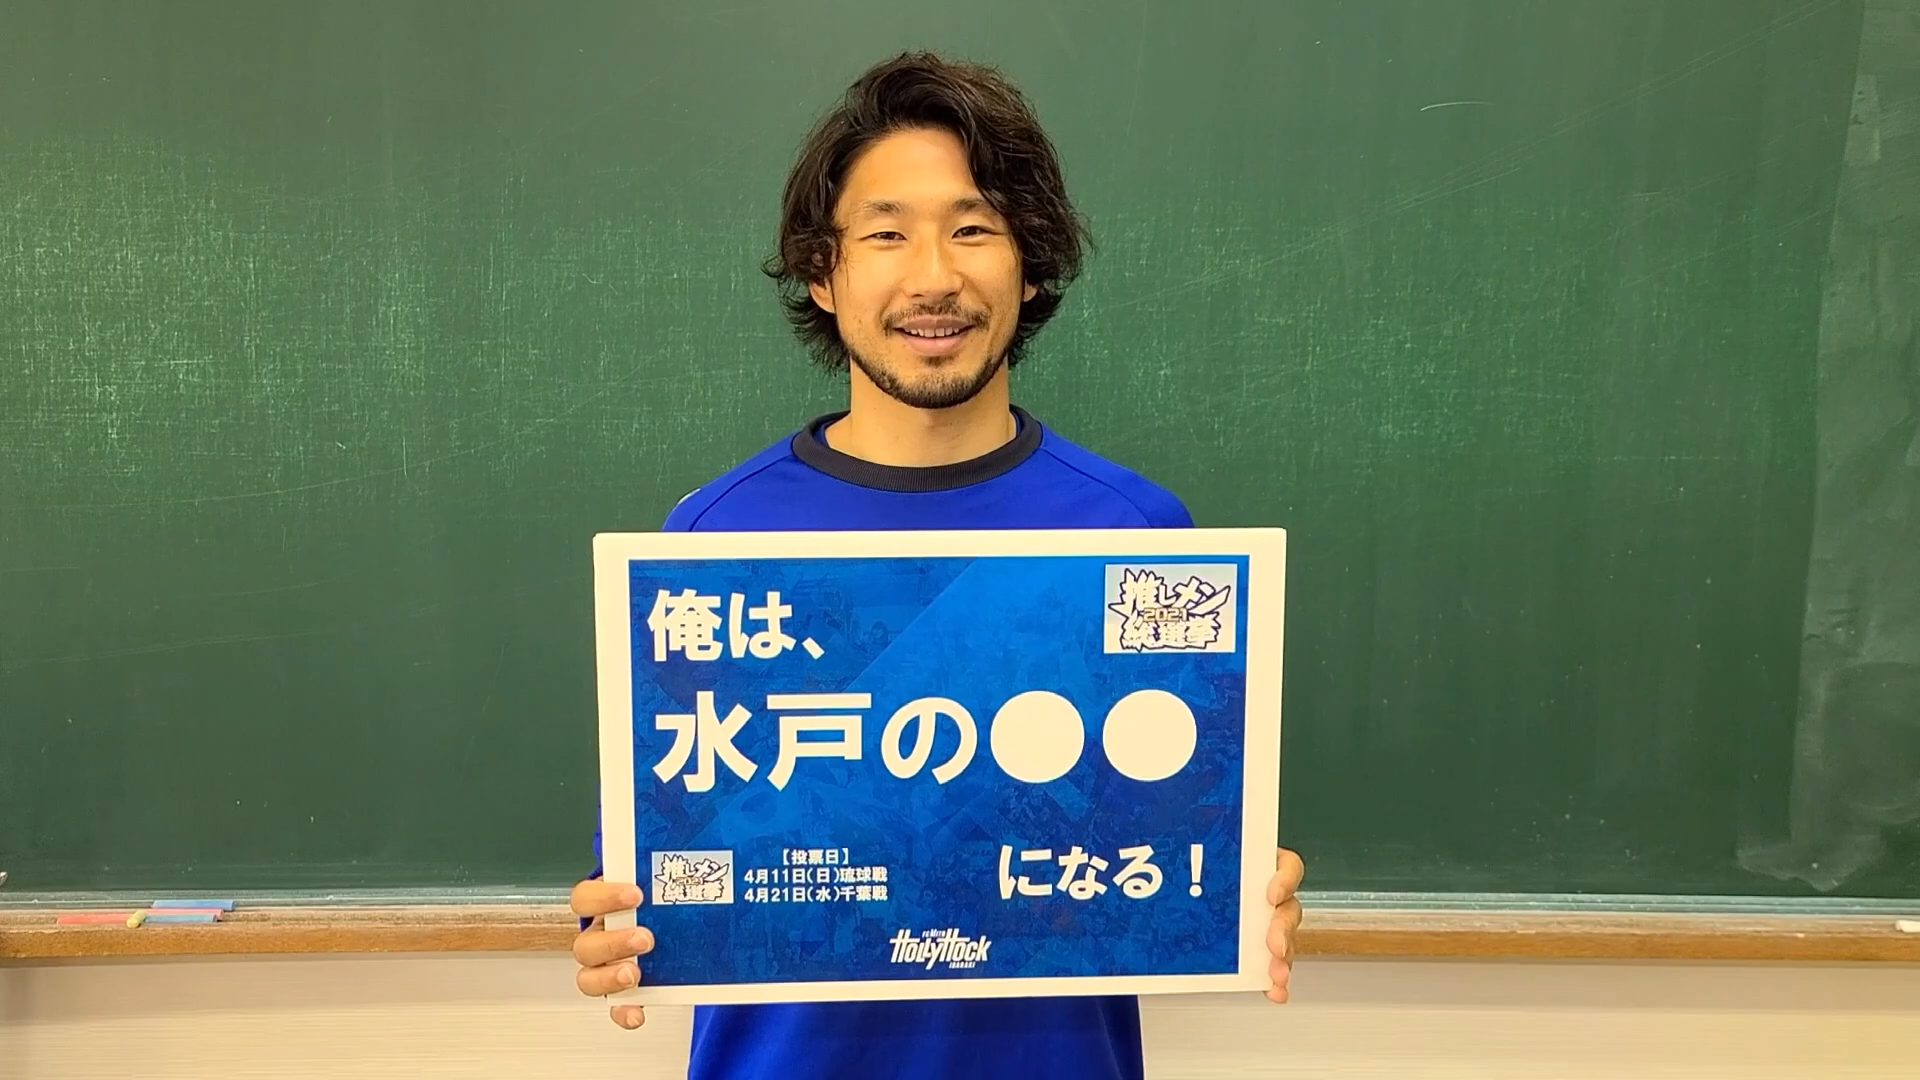 俺は、
推しメン
2021
総選挙
水戸の●●
になる！
推しメン
2021
総選挙
【投票日】
4月11日(日)琉球戦
4月21日(水)千葉戦
FC MITO
HOLLYHOCK
IBARAKI